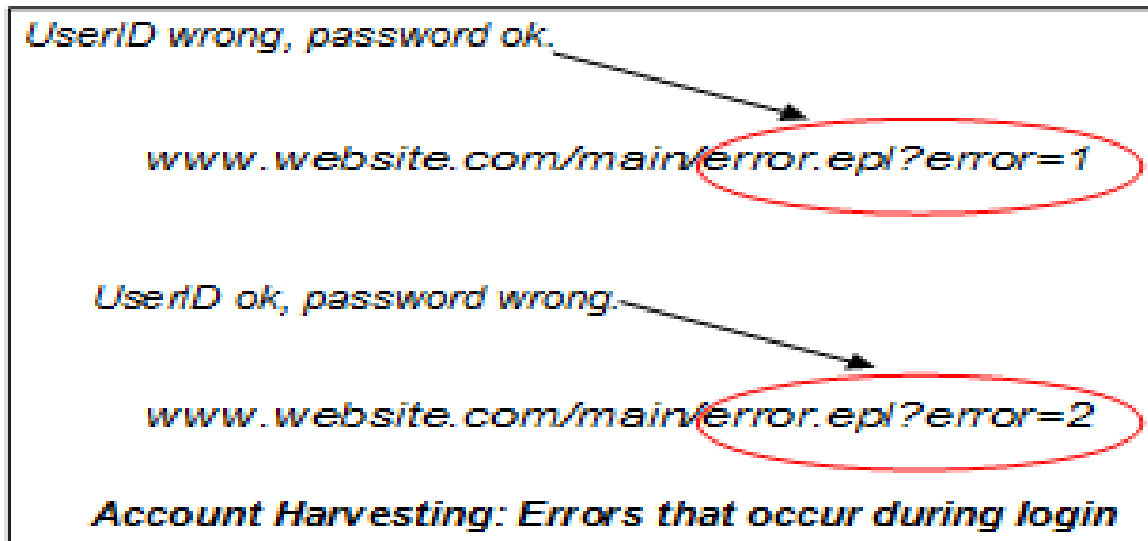 UserID wrong, password ok.
www.website.com/main/error.epl?error=1
UserID ok, password wrong.
www.website.com/main/error.epl?error=2
Account Harvesting: Errors that occur during login